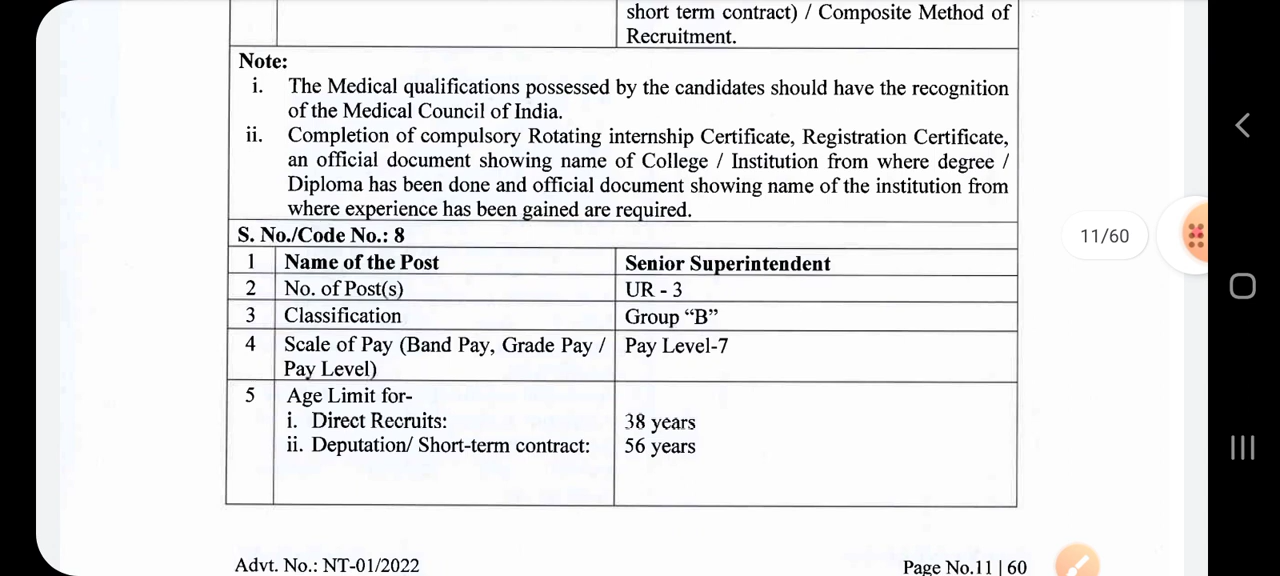 short term contract) / Composite Method of
Recruitment.
Note:
i. The Medical qualifications possessed by the candidates should have the recognition
of the Medical Council of India.
ii. Completion of compulsory Rotating internship Certificate, Registration Certificate,
an official document showing name of College / Institution from where degree /
Diploma has been done and official document showing name of the institution from
where experience has been gained are required.
S. No./Code No.: 8
1 Name of the Post Senior Superintendent
2 No. of Post(s) UR - 3
3 Classification Group “B”
4 Scale of Pay (Band Pay, Grade Pay / Pay Level-7
Pay Level)
5 Age Limit for-
i. Direct Recruits: 38 years
ii. Deputation/ Short-term contract: 56 years
Advt. No.: NT-01/2022 Page No.11 | 60
11/60